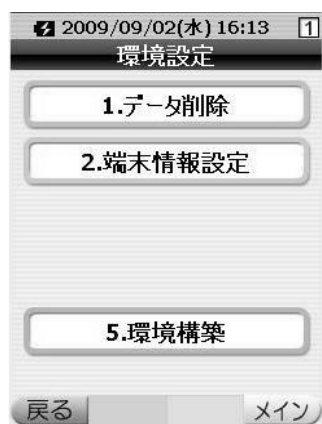 2009/09/02(水) 16:13 1
環境設定
1.データ削除
2.端末情報設定
5.環境構築
戻る メイン